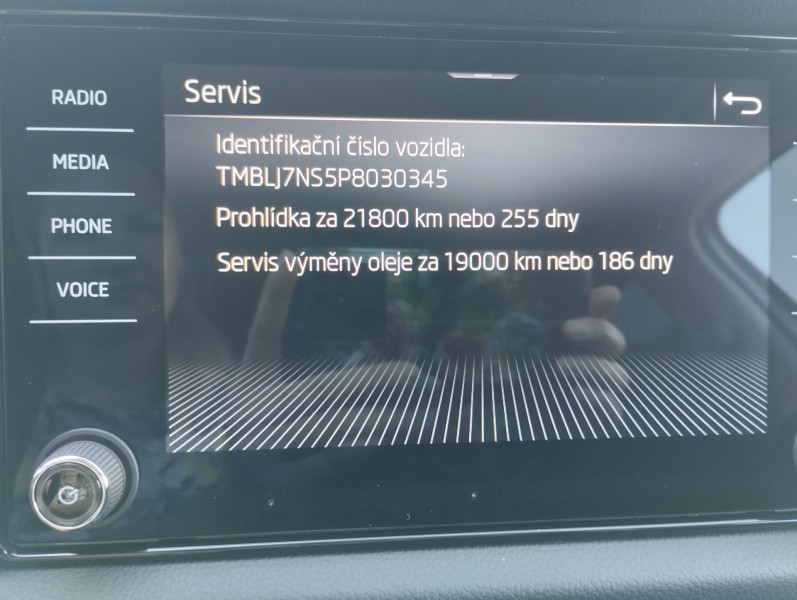 RADIO
MEDIA
PHONE
VOICE
Servis
Identifikační číslo vozidla:
TMBLJ7NS5P8030345
Prohlídka za 21800 km nebo 255 dny
Servis výměny oleje za 19000 km nebo 186 dny